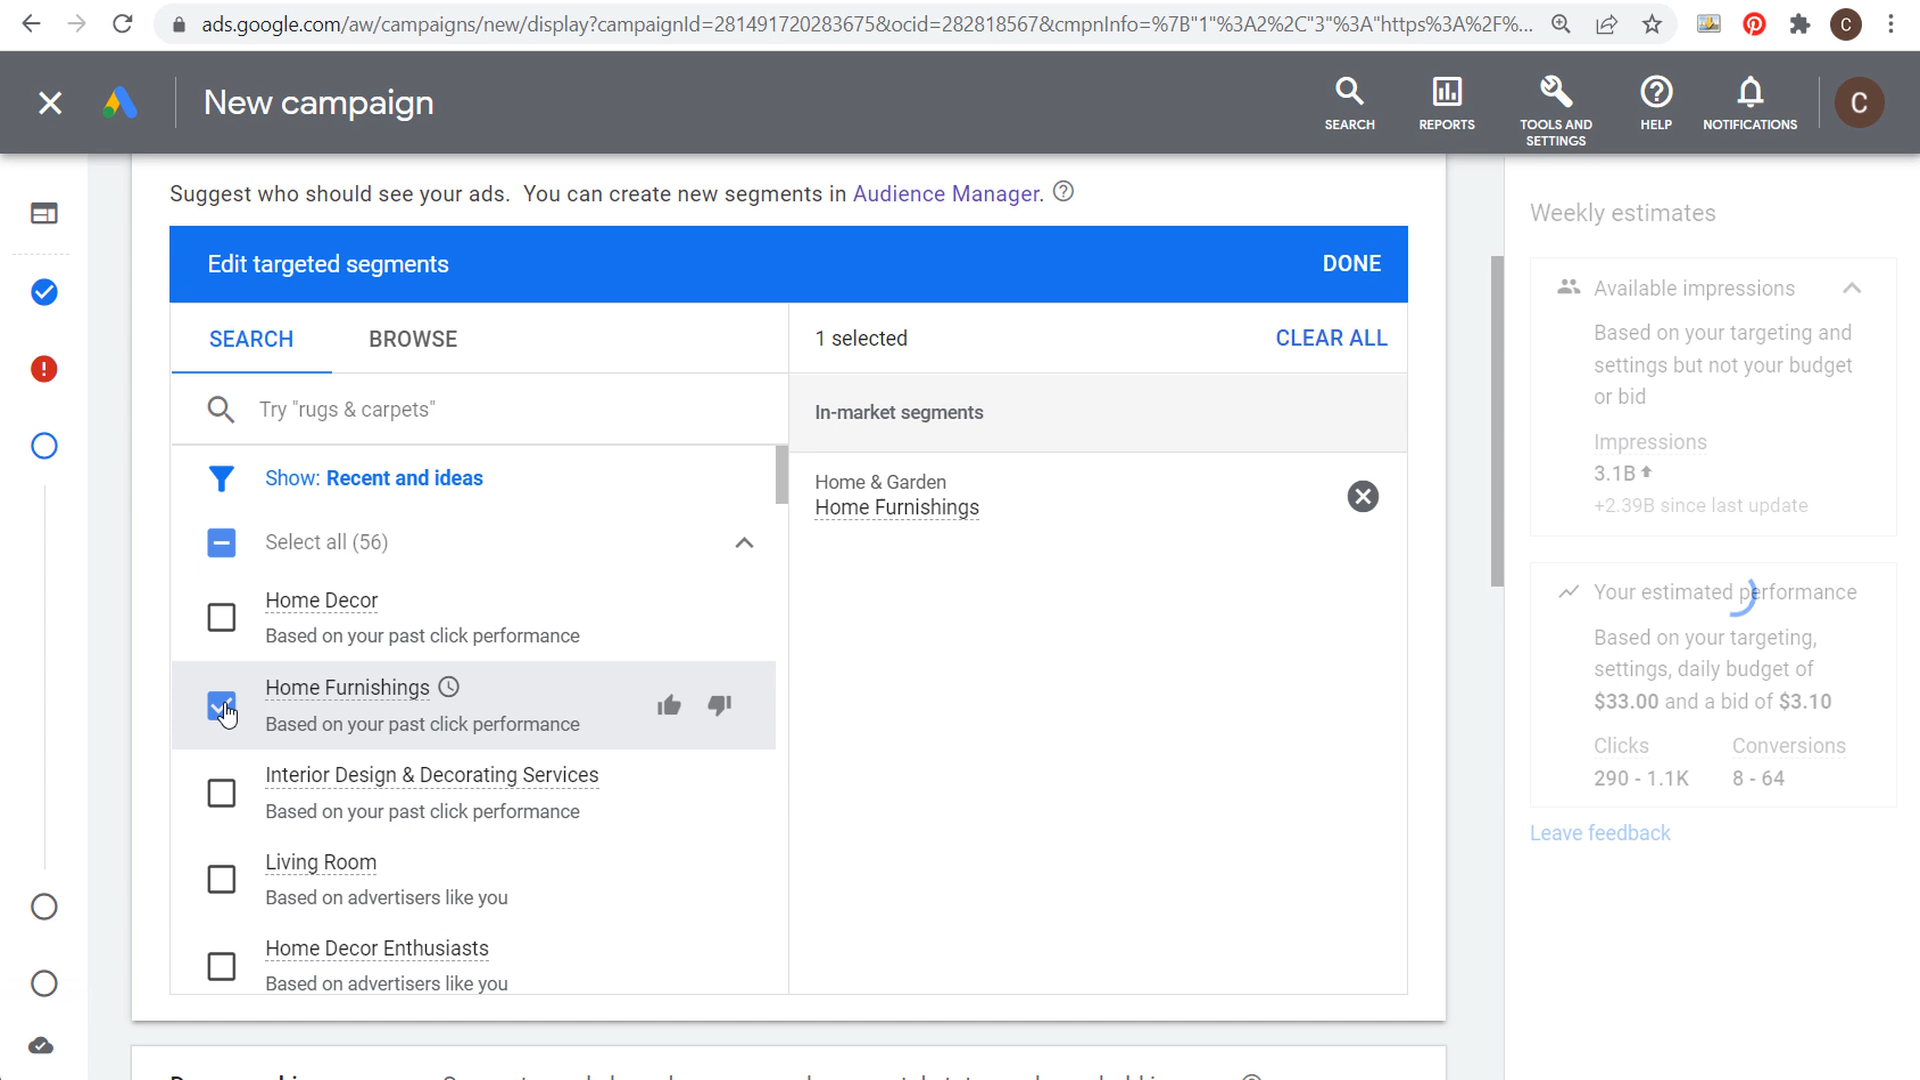 ads.google.com/aw/campaigns/new/display?campaignId=281491720283675&ocid=282818567&cmpnInfo=%7B"1"%3A2%2C"3"%3A"https%3A%2F%...
C
New campaign
SEARCH
REPORTS
TOOLS AND
SETTINGS
HELP
NOTIFICATIONS
C
Suggest who should see your ads. You can create new segments in Audience Manager.
Edit targeted segments
DONE
SEARCH
BROWSE
1 selected
CLEAR ALL
Try "rugs & carpets"
In-market segments
Show: Recent and ideas
Home & Garden
Home Furnishings
Select all (56)
Home Decor
Based on your past click performance
Home Furnishings
Based on your past click performance
Interior Design & Decorating Services
Based on your past click performance
Living Room
Based on advertisers like you
Home Decor Enthusiasts
Based on advertisers like you
Weekly estimates
Available impressions
Based on your targeting and
settings but not your budget
or bid
Impressions
3.1B
+2.39B since last update
Your estimated performance
Based on your targeting,
settings, daily budget of
$33.00 and a bid of $3.10
Clicks
Conversions
290 - 1.1K
8 - 64
Leave feedback